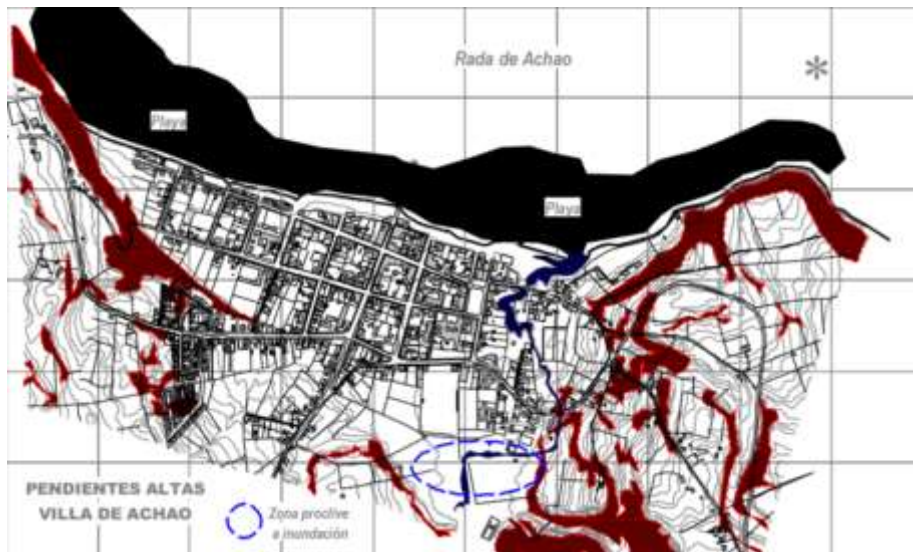 Rada de Achao
Playa
Playa
PENDIENTES ALTAS
VILLA DE ACHAO
Zona proclive
a inundación